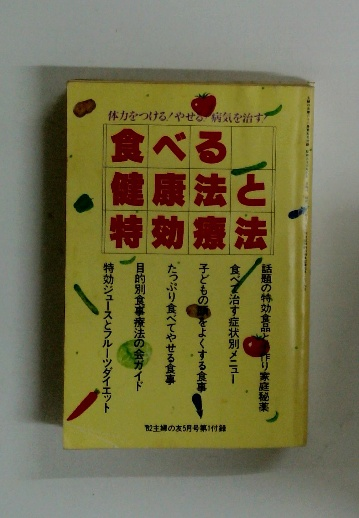 体力をつける!やせる!病気を治す!
食べる
健康法と
特効療法
話題の特効食品と手作り家庭秘薬
食べて治す症状別メニュー
子どもの頭をよくする食事
たっぷり食べてやせる食事
目的別食事療法の全ガイド
特効ジュースとフルーツダイエット
'82主婦の友5月号第1付録